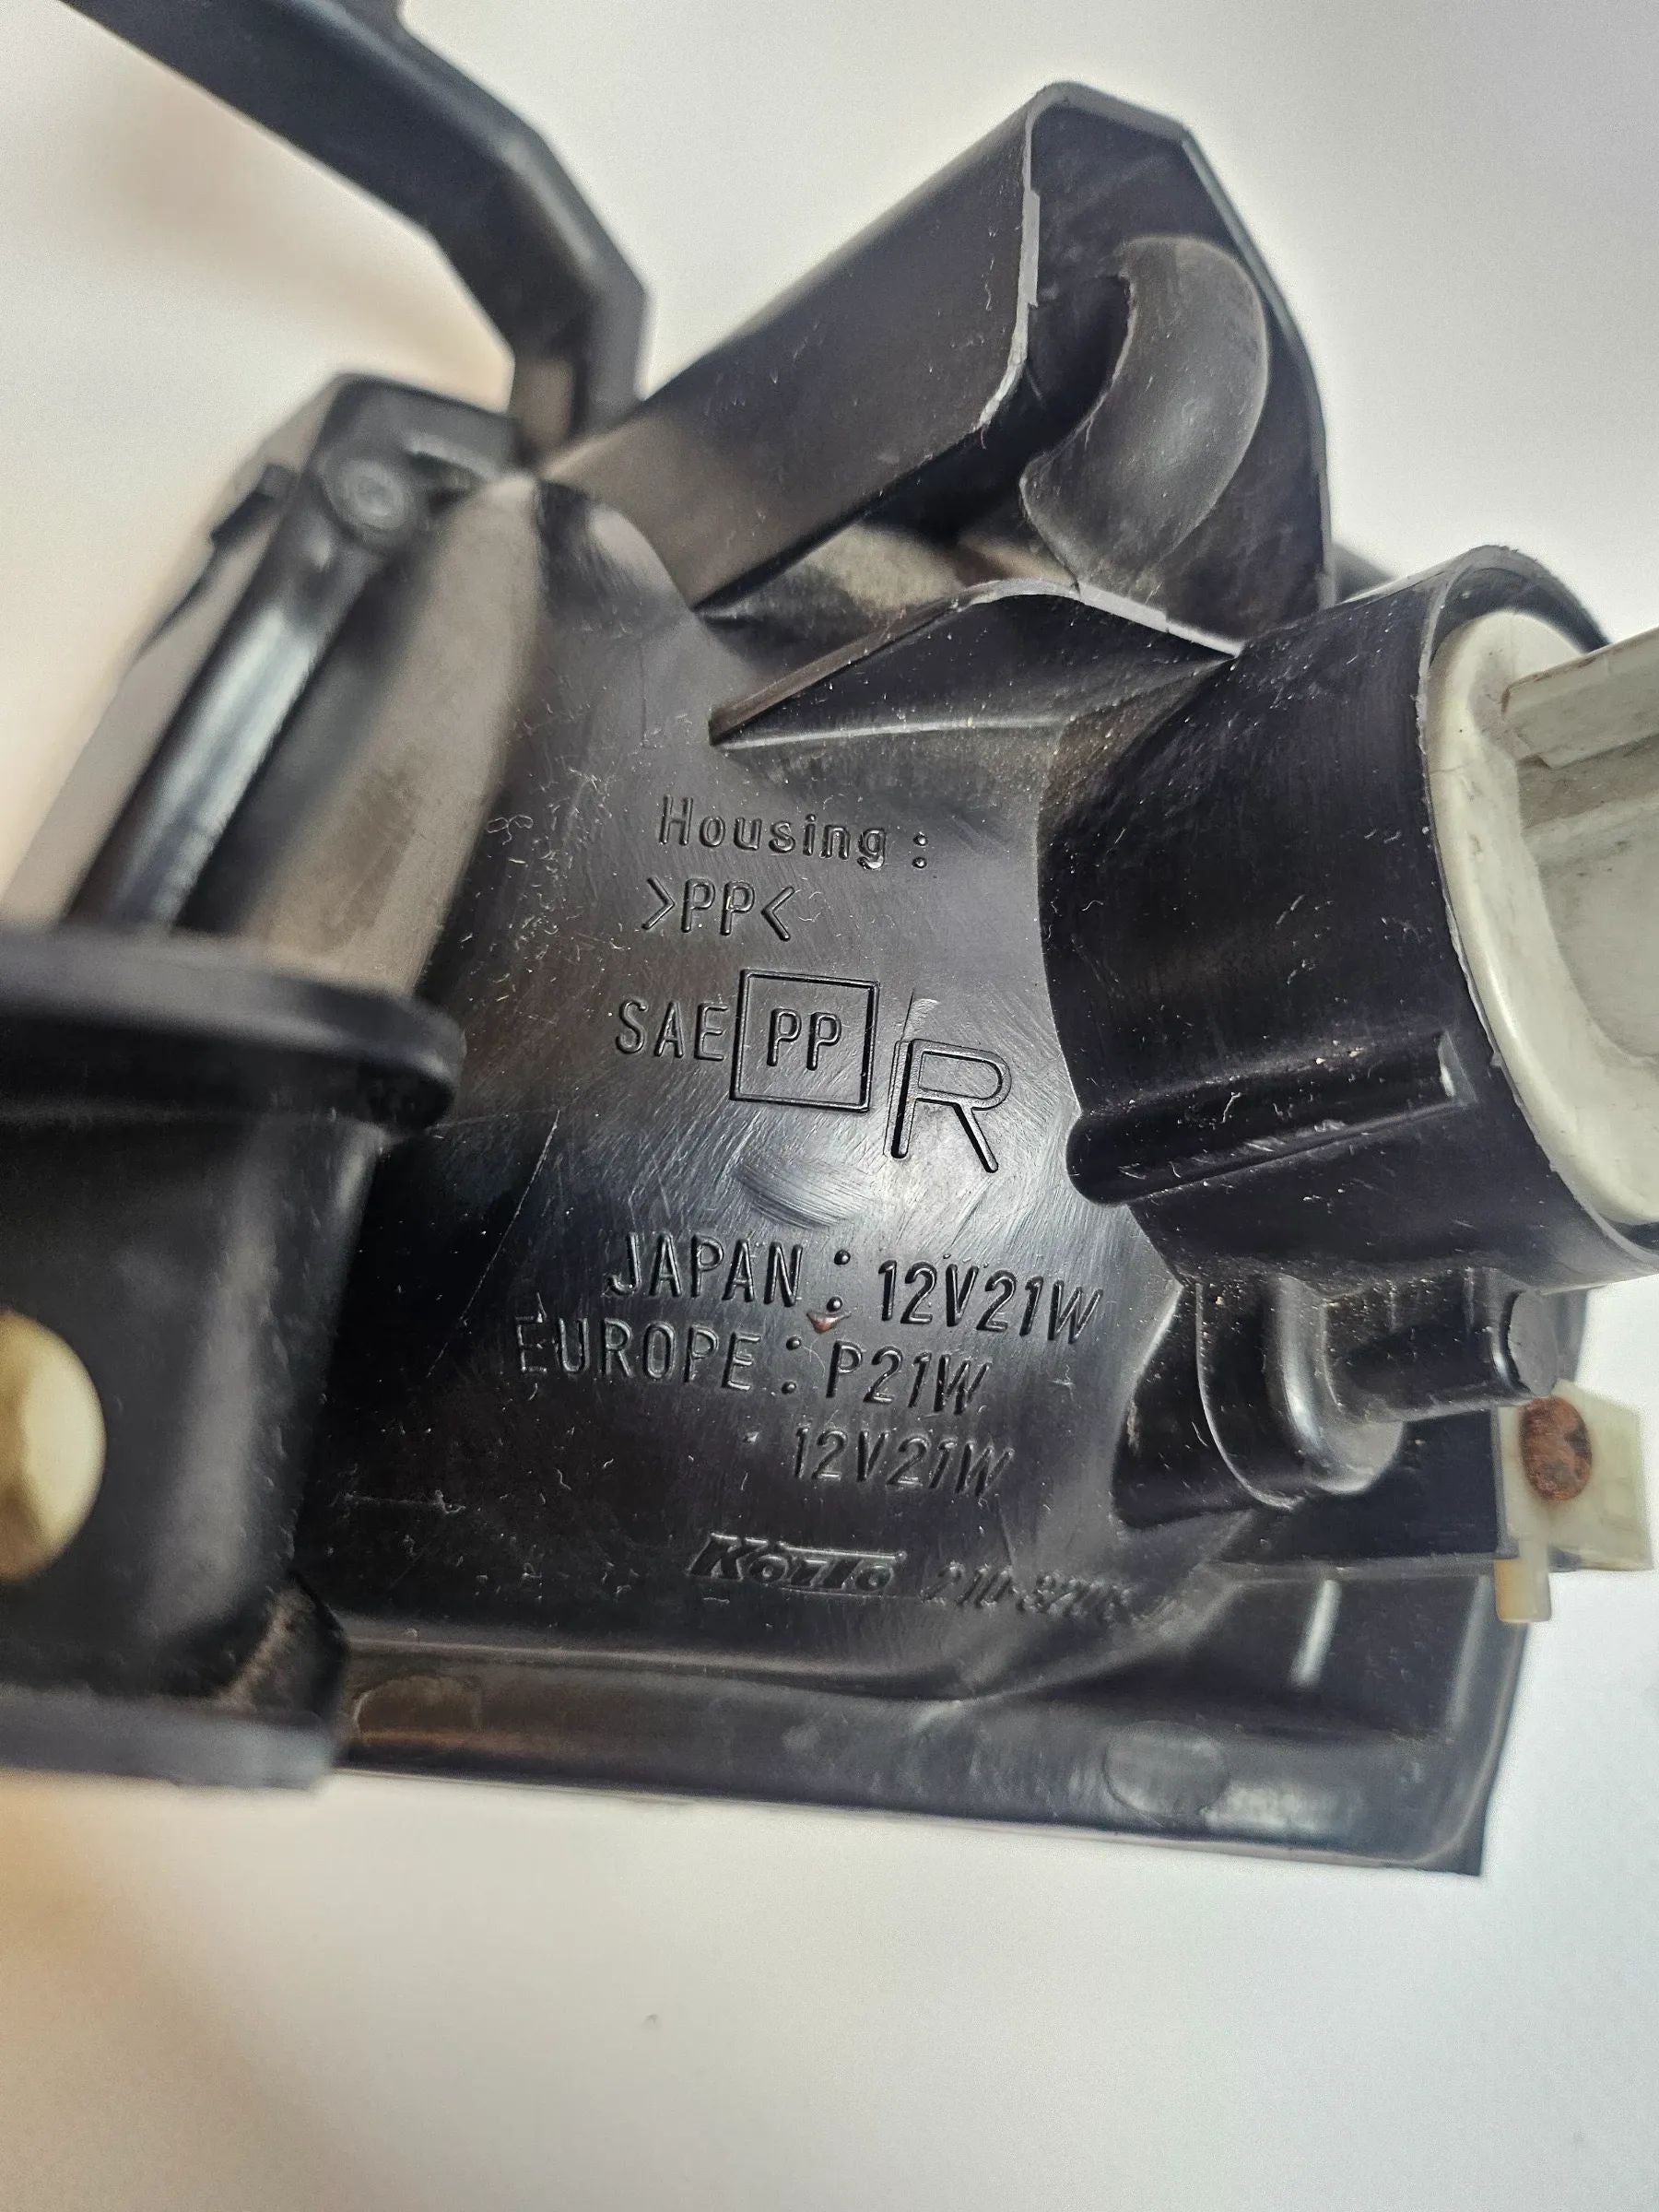 Housing :
>PP<
SAE PP R
JAPAN : 12V21W
EUROPE : P21W
12V21W
Koito